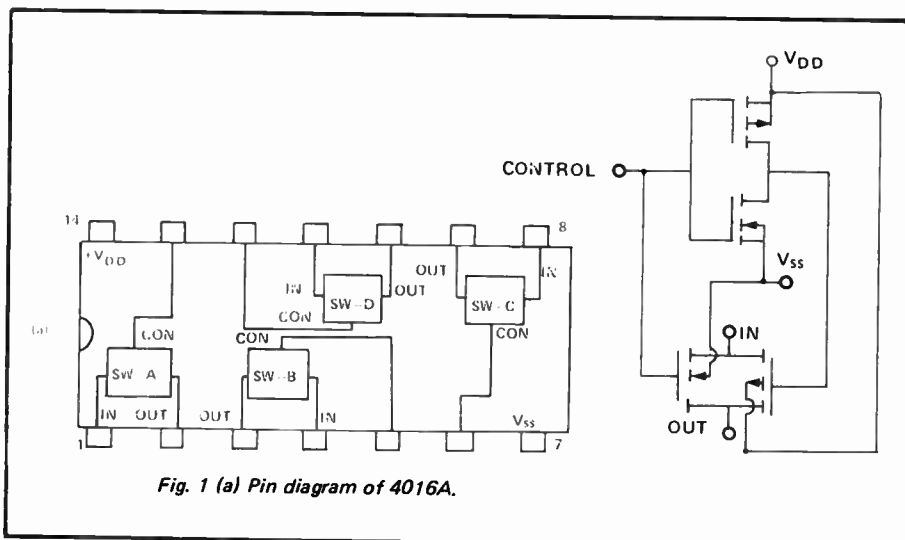 14
8
+VDD
(a)
IN
SW-D
OUT
CON
OUT
SW-C
IN
CON
CON
CON
SW-A
SW-B
IN
OUT
OUT
IN
VSS
1
7
VDD
CONTROL
VSS
IN
OUT
Fig. 1 (a) Pin diagram of 4016A.